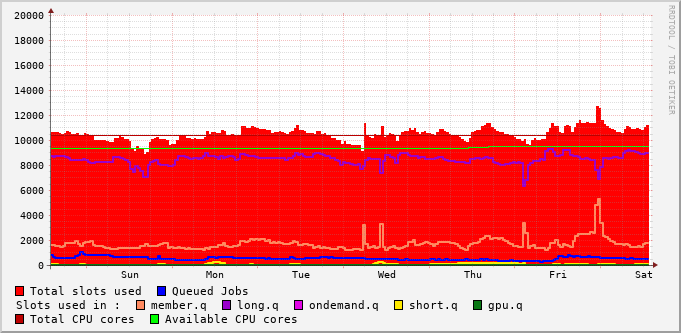 20000
18000
16000
14000
12000
10000
8000
6000
4000
2000
0
Sun Mon Tue Wed Thu Fri Sat
Total slots used Queued Jobs
Slots used in : member.q long.q ondemand.q short.q gpu.q
Total CPU cores Available CPU cores
RRDTOOL / TOBI OETIKER